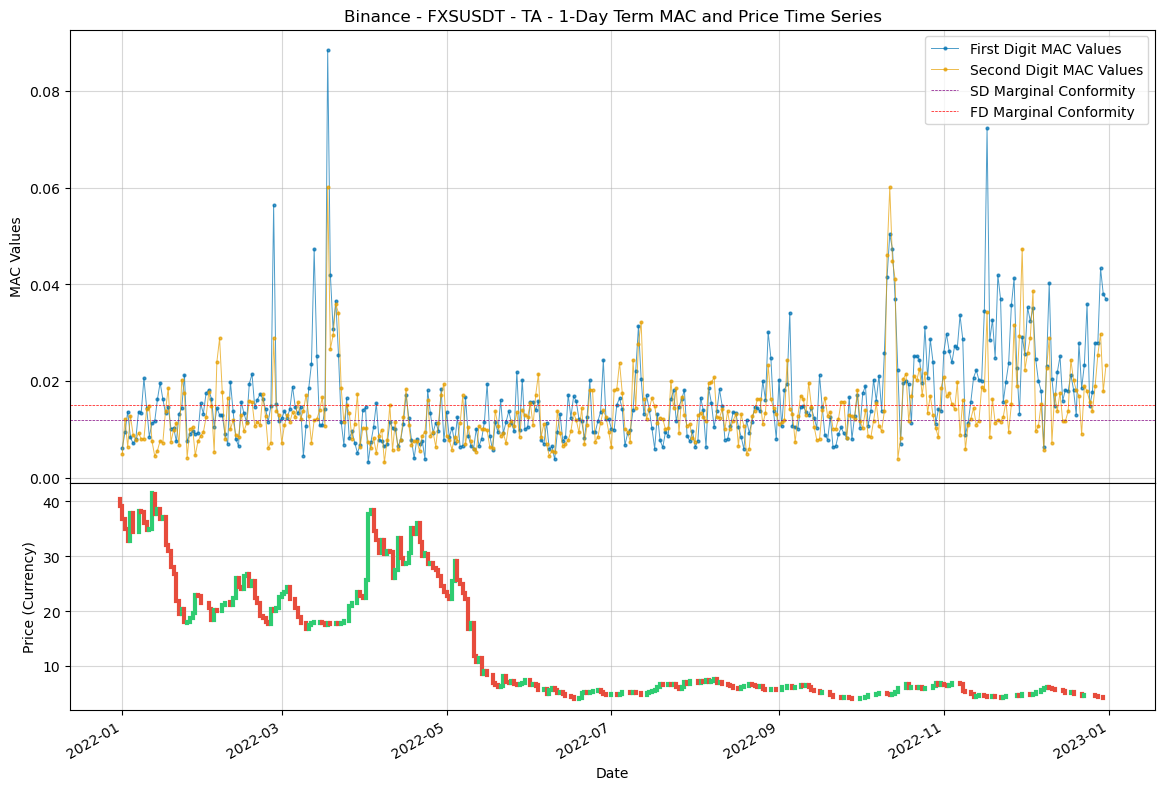 Binance - FXSUSDT - TA - 1-Day Term MAC and Price Time Series
First Digit MAC Values
Second Digit MAC Values
SD Marginal Conformity
FD Marginal Conformity
MAC Values
0.08
0.06
0.04
0.02
0.00
Price (Currency)
40
30
20
10
2022-01
2022-03
2022-05
2022-07
2022-09
2022-11
2023-01
Date